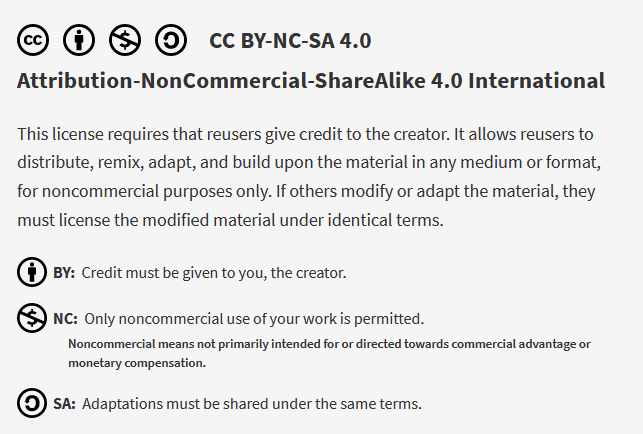 CC BY-NC-SA 4.0
Attribution-NonCommercial-ShareAlike 4.0 International
This license requires that reusers give credit to the creator. It allows reusers to
distribute, remix, adapt, and build upon the material in any medium or format,
for noncommercial purposes only. If others modify or adapt the material, they
must license the modified material under identical terms.
BY: Credit must be given to you, the creator.
NC: Only noncommercial use of your work is permitted.
Noncommercial means not primarily intended for or directed towards commercial advantage or
monetary compensation.
SA: Adaptations must be shared under the same terms.